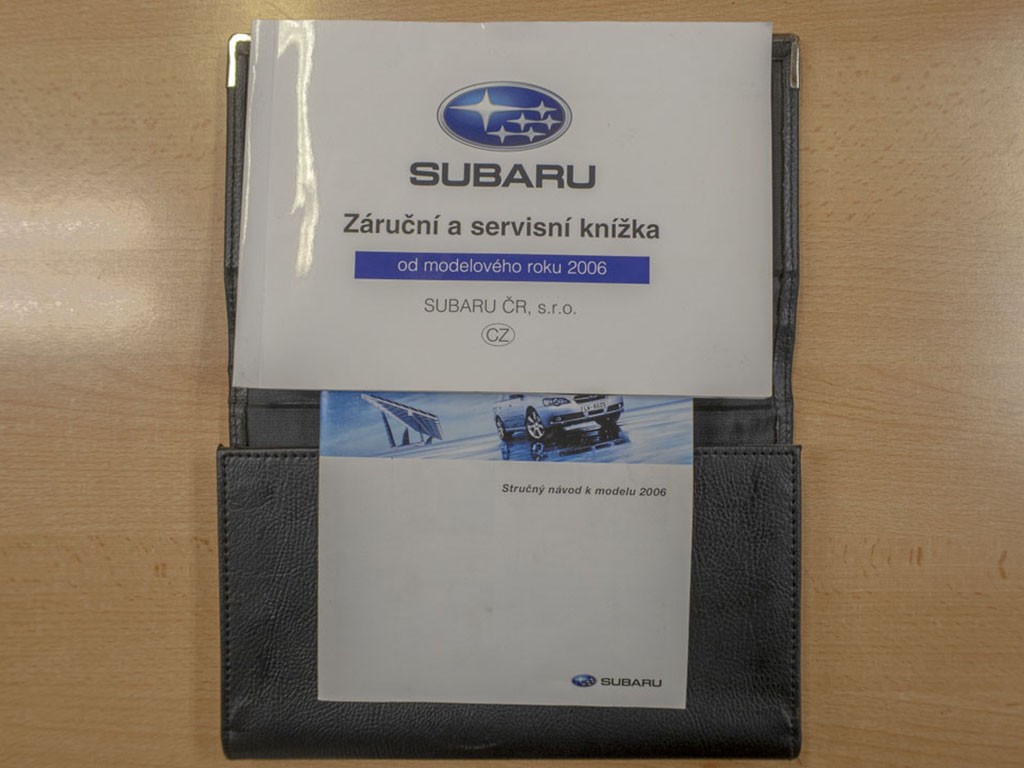 SUBARU
Záruční a servisní knížka
od modelového roku 2006
SUBARU ČR, s.r.o.
CZ
Stručný návod k modelu 2006
SUBARU